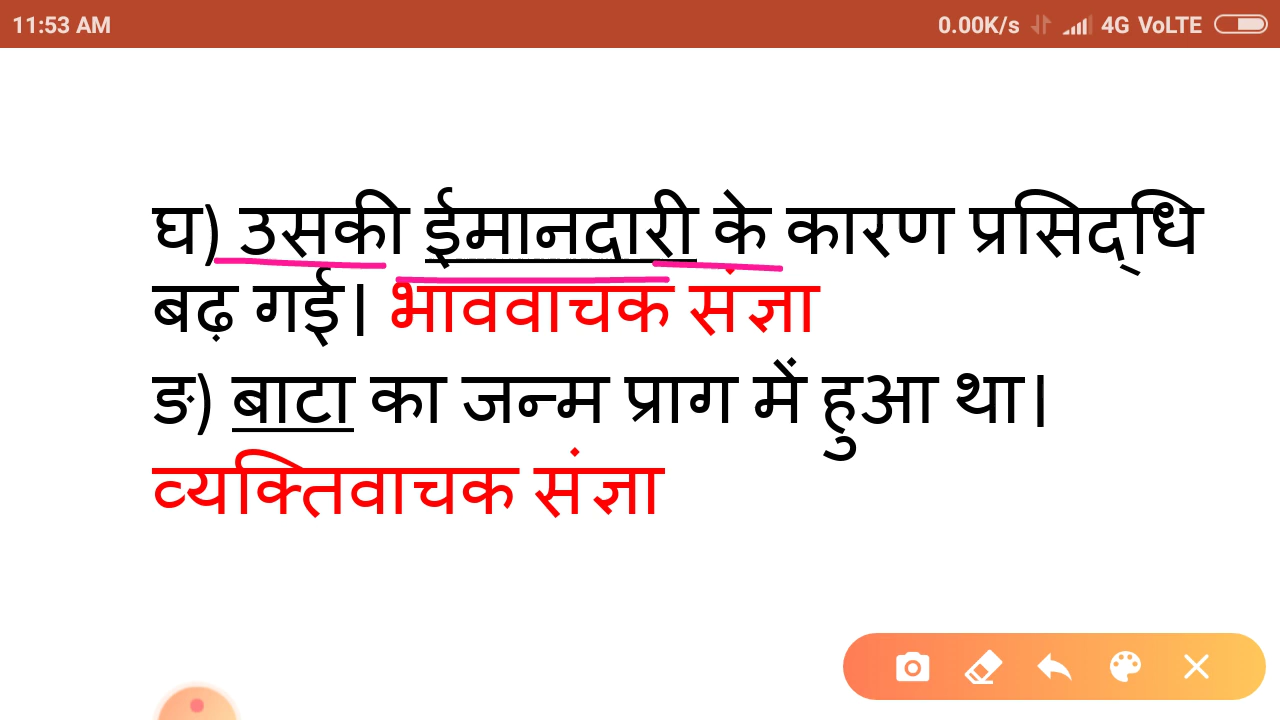 11:53 AM 0.00K/s 4G VoLTE
घ) उसकी ईमानदारी के कारण प्रसिद्‌धि
बढ़ गई। भाववाचक संज्ञा
ङ) बाटा का जन्म प्राग में हुआ था।
व्यक्तिवाचक संज्ञा